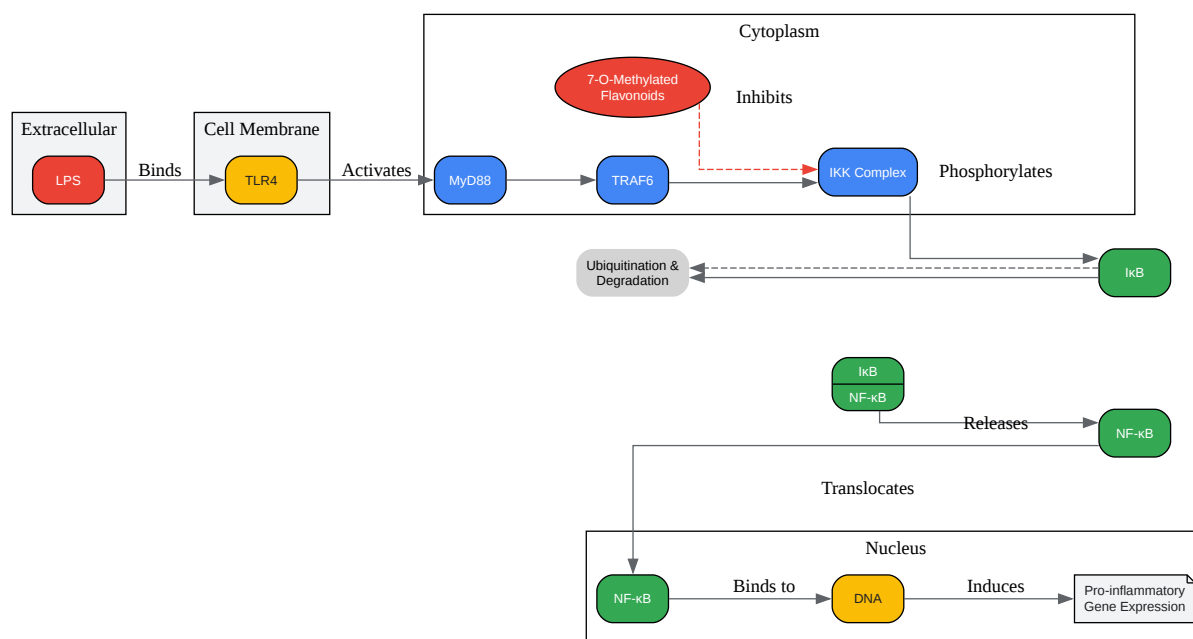 Cytoplasm
7-O-Methylated
Flavonoids
Inhibits
Extracellular
Cell Membrane
LPS
Binds
TLR4
Activates
MyD88
TRAF6
IKK Complex
Phosphorylates
Ubiquitination &
Degradation
IκB
IκB
NF-κB
Releases
NF-κB
Translocates
Nucleus
NF-κB
Binds to
DNA
Induces
Pro-inflammatory
Gene Expression